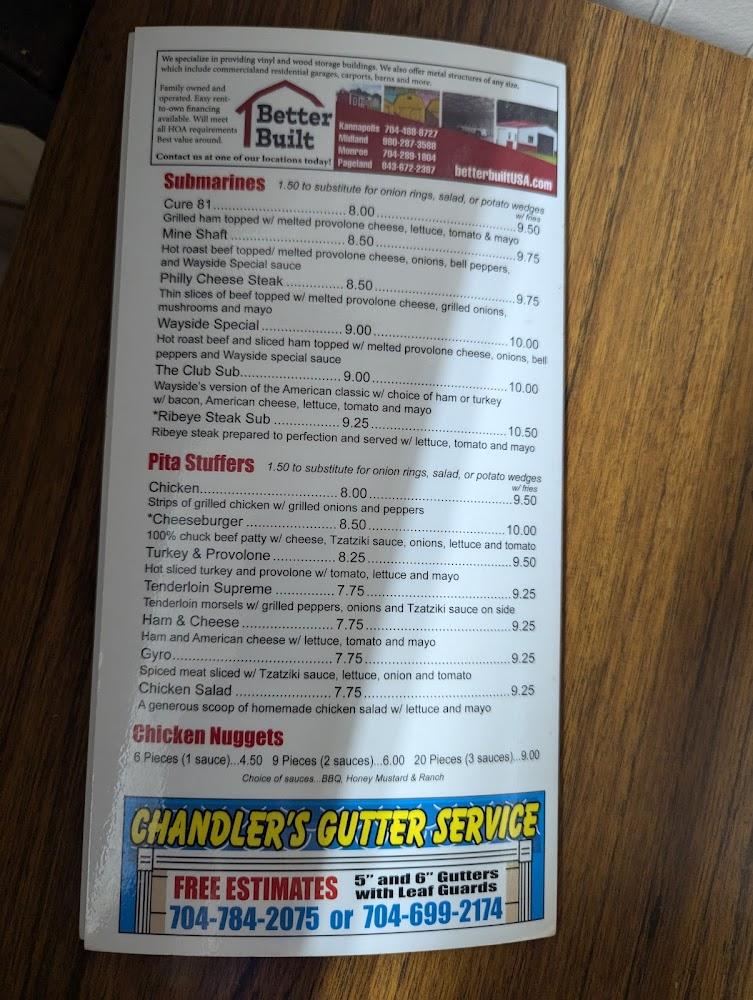 We specialize in providing vinyl and wood storage buildings. We also offer metal structures of any size,
which include commercialand residential garages, carports, barns and more.
Family owned and
operated. Easy rent-
to-own financing
available. Will meet
all HOA requirements
Best value around.
Better
Built
Contact us at one of our locations today!
Kannapolis 704-488-8727
Midland 980-287-3588
Monroe 704-289-1804
Pageland 843-672-2387
betterbuiltUSA.com
Submarines 1.50 to substitute for onion rings, salad, or potato wedges
w/ fries
Cure 81..............................8.00..............................9.50
Grilled ham topped w/ melted provolone cheese, lettuce, tomato & mayo
Mine Shaft..............................8.50..............................9.75
Hot roast beef topped/ melted provolone cheese, onions, bell peppers,
and Wayside Special sauce
Philly Cheese Steak..............8.50..............................9.75
Thin slices of beef topped w/ melted provolone cheese, grilled onions,
mushrooms and mayo
Wayside Special....................9.00..............................10.00
Hot roast beef and sliced ham topped w/ melted provolone cheese, onions, bell
peppers and Wayside special sauce
The Club Sub........................9.00..............................10.00
Wayside's version of the American classic w/ choice of ham or turkey
w/ bacon, American cheese, lettuce, tomato and mayo
*Ribeye Steak Sub................9.25..............................10.50
Ribeye steak prepared to perfection and served w/ lettuce, tomato and mayo
Pita Stuffers 1.50 to substitute for onion rings, salad, or potato wedges
w/ fries
Chicken..............................8.00..............................9.50
Strips of grilled chicken w/ grilled onions and peppers
*Cheeseburger......................8.50..............................10.00
100% chuck beef patty w/ cheese, Tzatziki sauce, onions, lettuce and tomato
Turkey & Provolone...............8.25..............................9.50
Hot sliced turkey and provolone w/ tomato, lettuce and mayo
Tenderloin Supreme..............7.75..............................9.25
Tenderloin morsels w/ grilled peppers, onions and Tzatziki sauce on side
Ham & Cheese......................7.75..............................9.25
Ham and American cheese w/ lettuce, tomato and mayo
Gyro....................................7.75..............................9.25
Spiced meat sliced w/ Tzatziki sauce, lettuce, onion and tomato
Chicken Salad......................7.75..............................9.25
A generous scoop of homemade chicken salad w/ lettuce and mayo
Chicken Nuggets
6 Pieces (1 sauce)...4.50 9 Pieces (2 sauces)...6.00 20 Pieces (3 sauces)...9.00
Choice of sauces...BBQ, Honey Mustard & Ranch
CHANDLER'S GUTTER SERVICE
FREE ESTIMATES 5" and 6" Gutters
with Leaf Guards
704-784-2075 or 704-699-2174